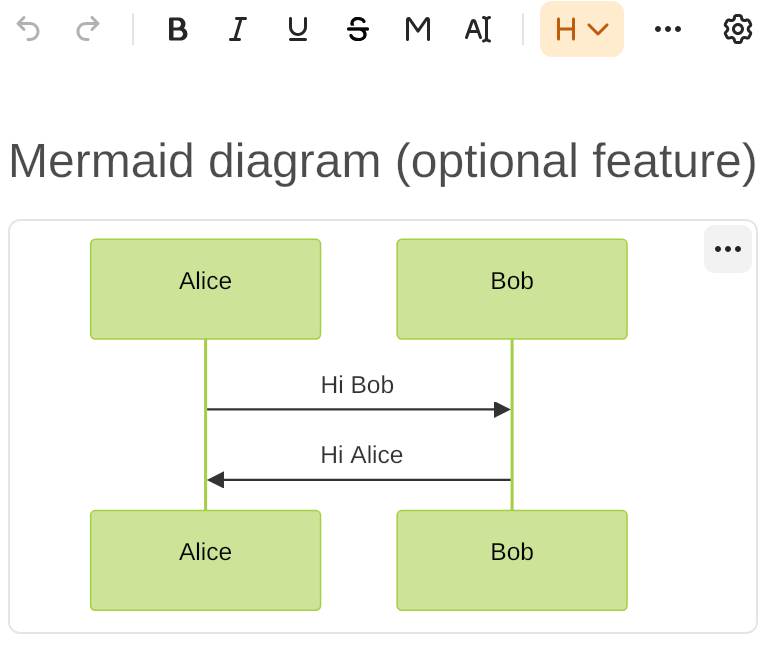 B I U S M A H
Mermaid diagram (optional feature)
Alice Bob
Hi Bob
Hi Alice
Alice Bob